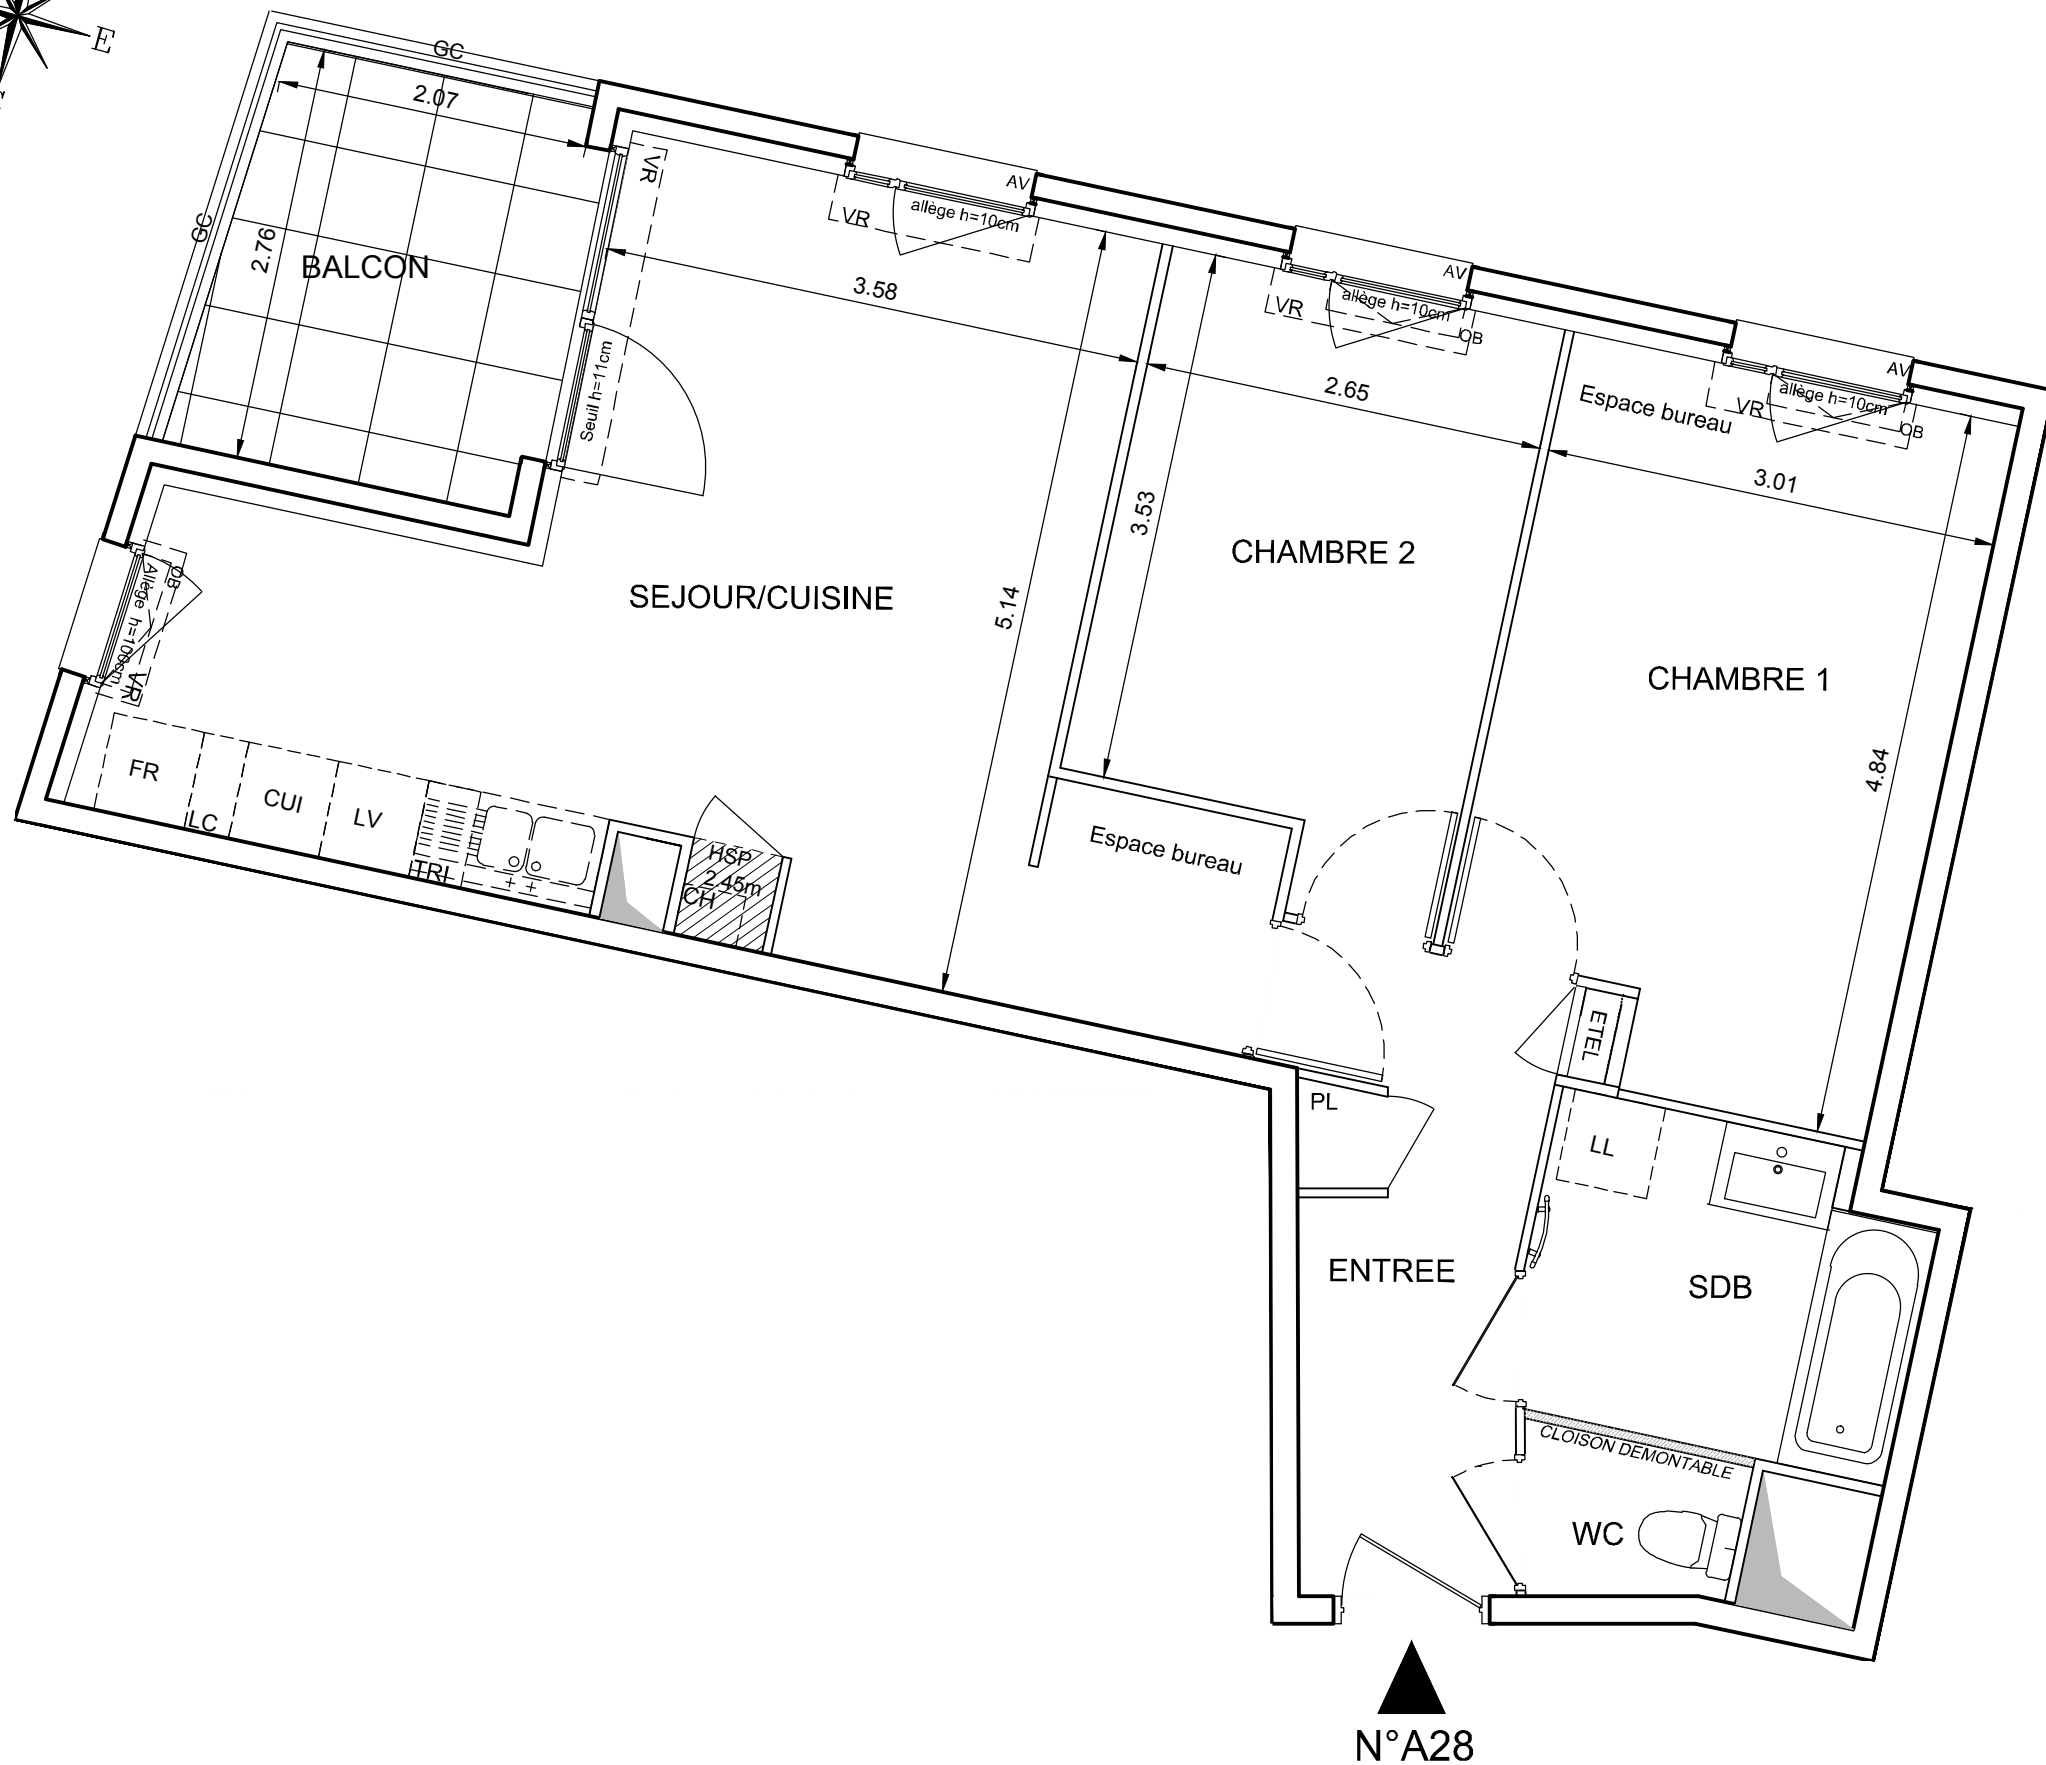 E
GC
2.07
GC
2.76
BALCON
VR
Seuil h=11cm
VR
allège h=10cm
AV
3.58
VR
allège h=10cm
AV
OB
2.65
Espace bureau
VR
allège h=10cm
AV
OB
3.01
3.53
CHAMBRE 2
SEJOUR/CUISINE
5.14
CHAMBRE 1
4.84
OB
Allège h=100cm
VR
FR
LC
CUI
LV
TRI
HSP
2.45m
CH
Espace bureau
ETEL
PL
LL
ENTREE
SDB
CLOISON DEMONTABLE
WC
N°A28